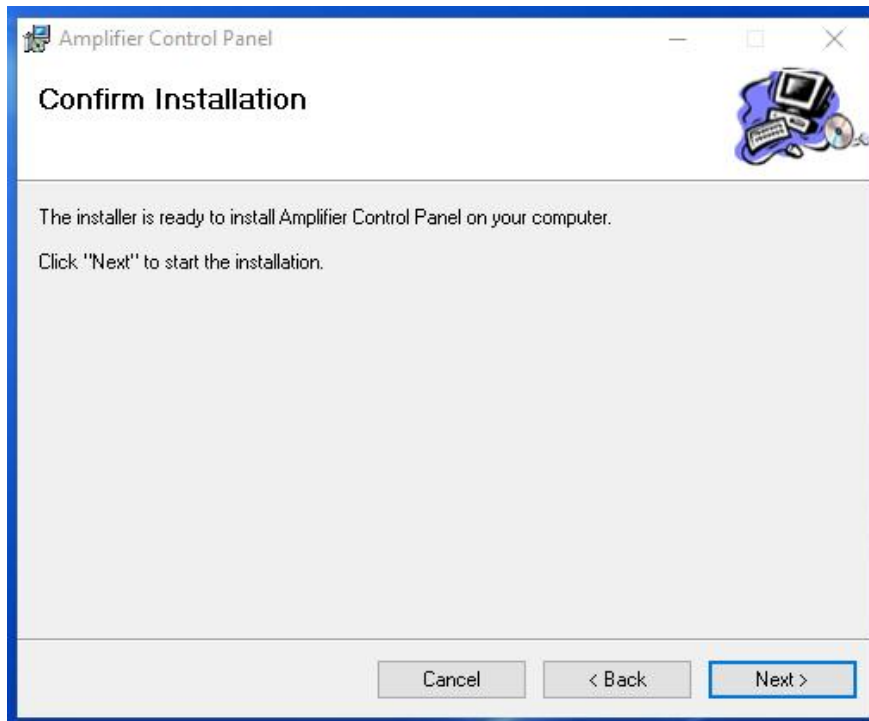 Amplifier Control Panel
Confirm Installation
The installer is ready to install Amplifier Control Panel on your computer.
Click "Next" to start the installation.
Cancel
< Back
Next >